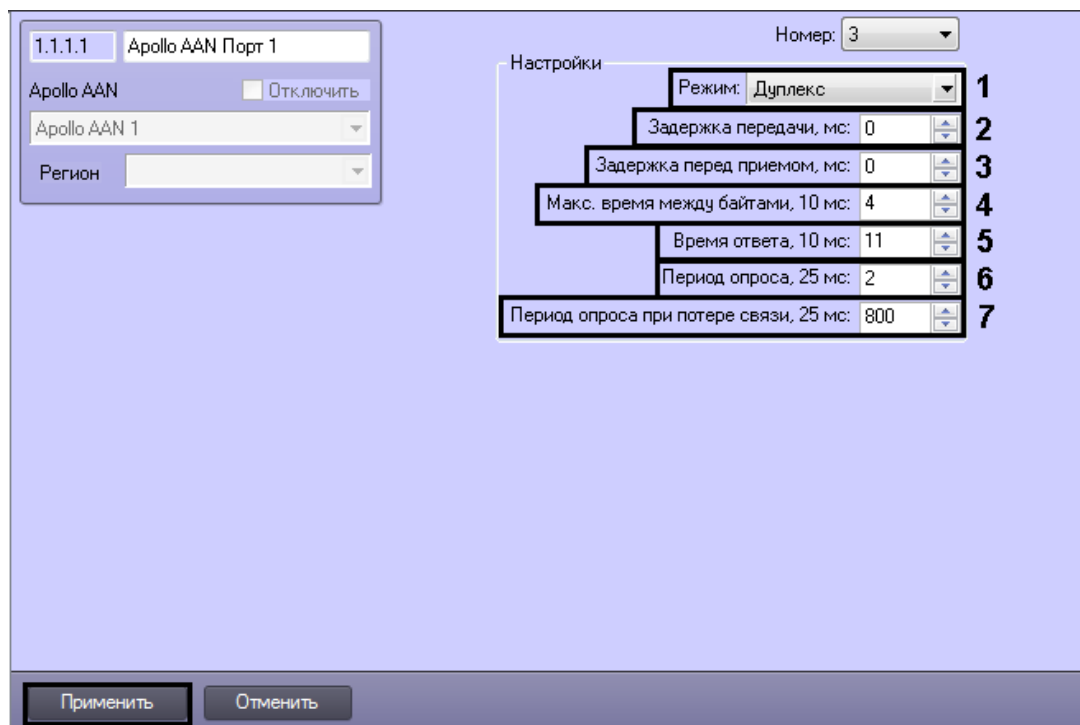 1.1.1.1 Apollo AAN Порт 1
Apollo AAN Отключить
Apollo AAN 1
Регион
Номер: 3
Настройки
Режим: Дуплекс 1
Задержка передачи, мс: 0 2
Задержка перед приемом, мс: 0 3
Макс. время между байтами, 10 мс: 4 4
Время ответа, 10 мс: 11 5
Период опроса, 25 мс: 2 6
Период опроса при потере связи, 25 мс: 800 7
Применить Отменить